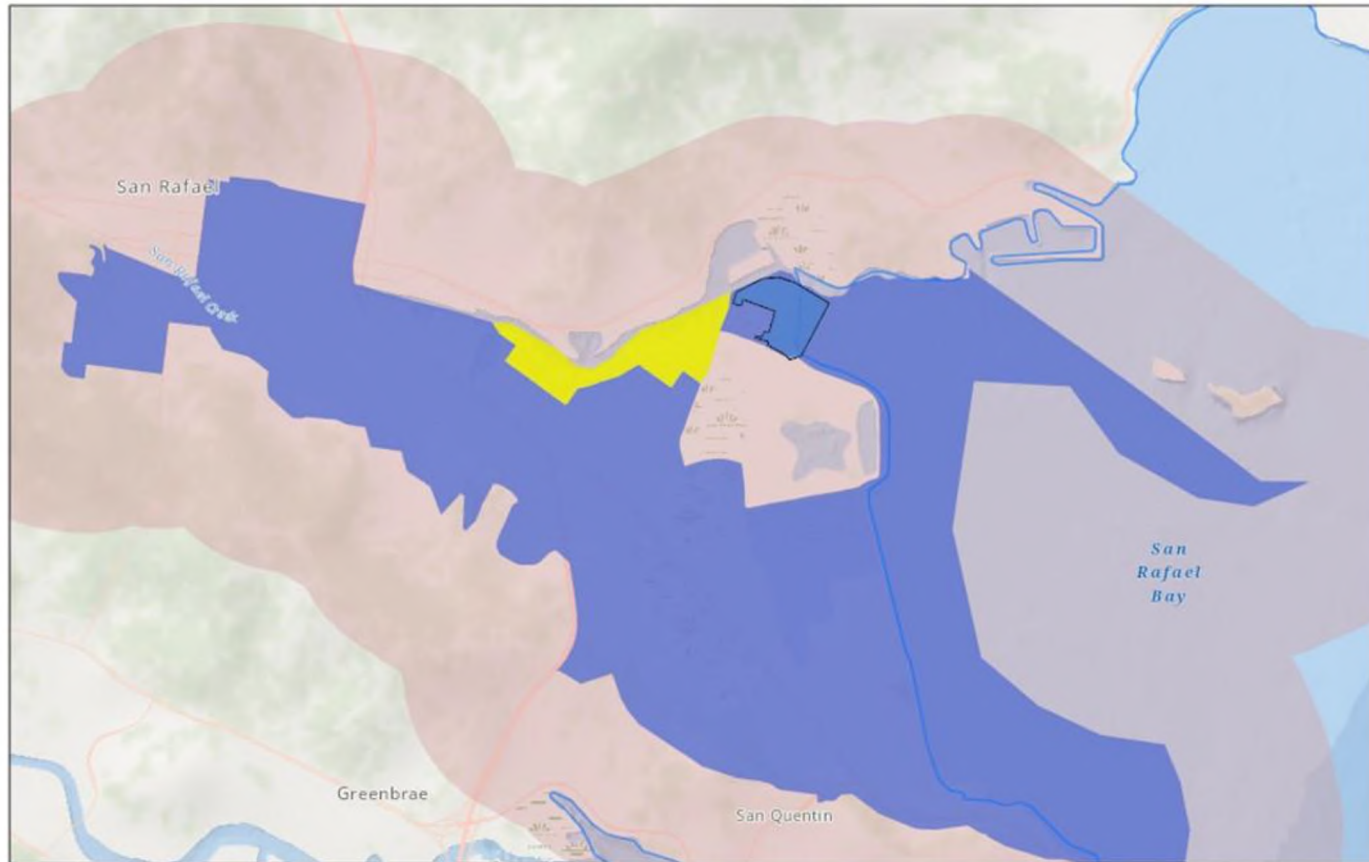 San Rafael
San Rafael Creek
San
Rafael
Bay
Greenbrae
San Quentin